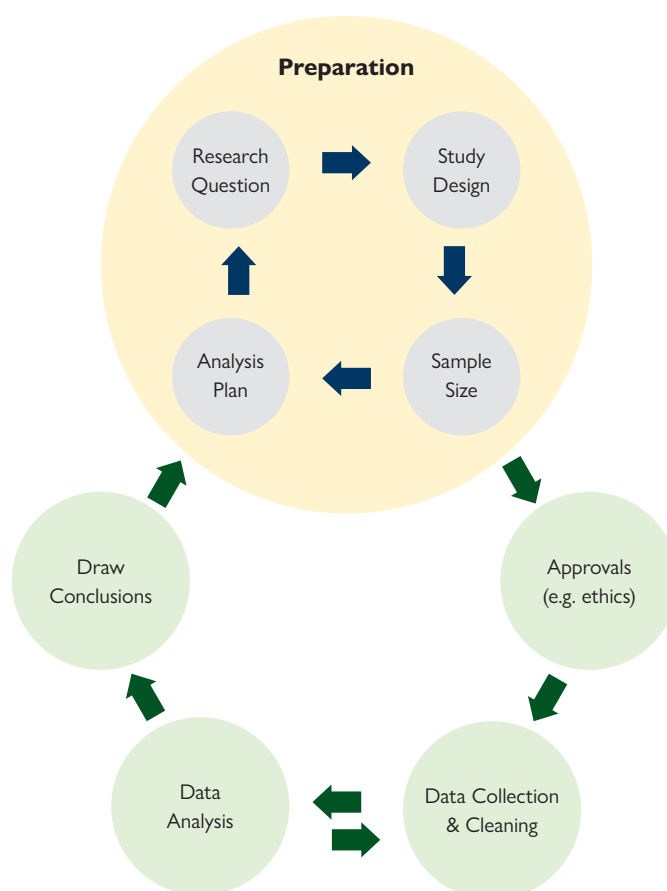 Preparation
Research
Question
Study
Design
Analysis
Plan
Sample
Size
Draw
Conclusions
Approvals
(e.g. ethics)
Data
Analysis
Data Collection
& Cleaning